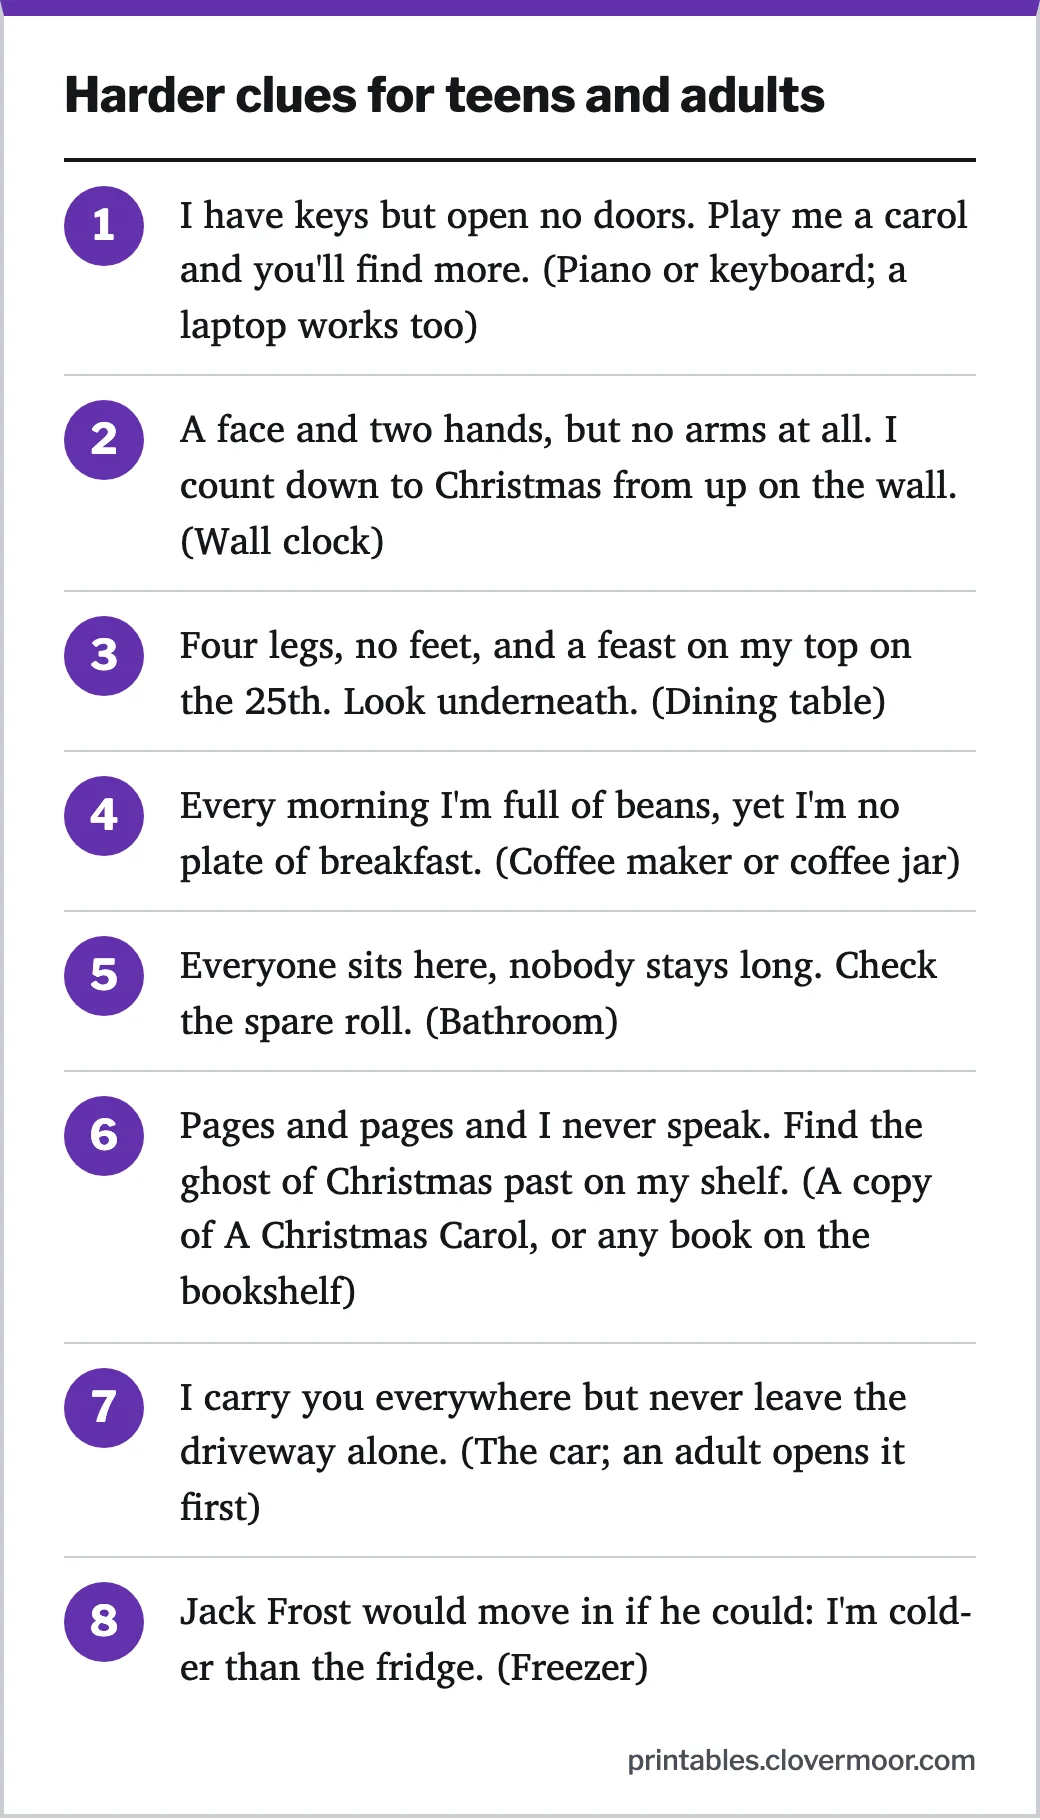 Harder clues for teens and adults
1
I have keys but open no doors. Play me a carol
and you'll find more. (Piano or keyboard; a
laptop works too)
2
A face and two hands, but no arms at all. I
count down to Christmas from up on the wall.
(Wall clock)
3
Four legs, no feet, and a feast on my top on
the 25th. Look underneath. (Dining table)
4
Every morning I'm full of beans, yet I'm no
plate of breakfast. (Coffee maker or coffee jar)
5
Everyone sits here, nobody stays long. Check
the spare roll. (Bathroom)
6
Pages and pages and I never speak. Find the
ghost of Christmas past on my shelf. (A copy
of A Christmas Carol, or any book on the
bookshelf)
7
I carry you everywhere but never leave the
driveway alone. (The car; an adult opens it
first)
8
Jack Frost would move in if he could: I'm cold-
er than the fridge. (Freezer)
printables.clovermoor.com